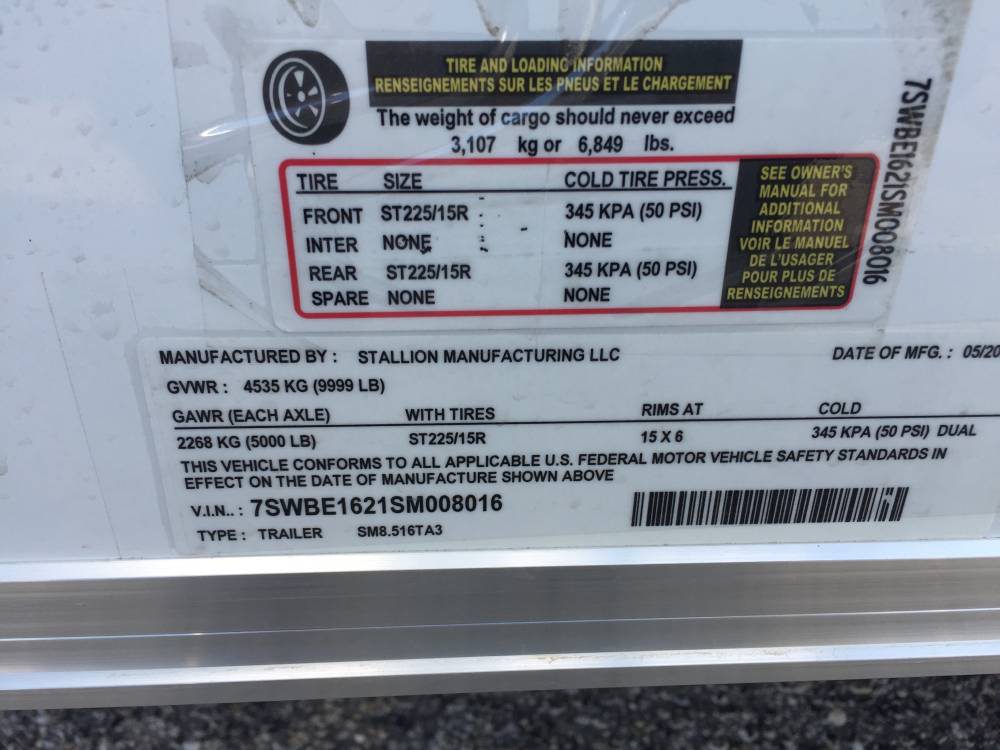 TIRE AND LOADING INFORMATION
RENSEIGNEMENTS SUR LES PNEUS ET LE CHARGEMENT
The weight of cargo should never exceed
3,107 kg or 6,849 lbs.
TIRE SIZE COLD TIRE PRESS.
FRONT ST225/15R 345 KPA (50 PSI)
INTER NONE NONE
REAR ST225/15R 345 KPA (50 PSI)
SPARE NONE NONE
SEE OWNER'S
MANUAL FOR
ADDITIONAL
INFORMATION
VOIR LE MANUEL
DE L'USAGER
POUR PLUS DE
RENSEIGNEMENTS
7SWBE1621SM008016
MANUFACTURED BY : STALLION MANUFACTURING LLC DATE OF MFG. : 05/20
GVWR : 4535 KG (9999 LB)
GAWR (EACH AXLE) WITH TIRES RIMS AT COLD
2268 KG (5000 LB) ST225/15R 15 X 6 345 KPA (50 PSI) DUAL
THIS VEHICLE CONFORMS TO ALL APPLICABLE U.S. FEDERAL MOTOR VEHICLE SAFETY STANDARDS IN
EFFECT ON THE DATE OF MANUFACTURE SHOWN ABOVE
V.I.N.. : 7SWBE1621SM008016
TYPE : TRAILER SM8.516TA3